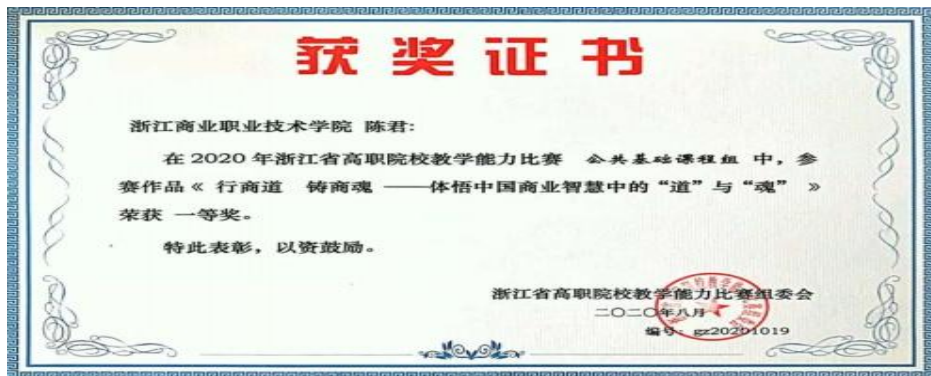 获奖证书
浙江商业职业技术学院 陈君:
在 2020 年浙江省高职院校教学能力比赛 公共基础课程组 中，参
赛作品《 行商道 铸商魂 ——体悟中国商业智慧中的“道”与“魂” 》
荣获 一等奖。
特此表彰，以资鼓励。
浙江省高职院校教学能力比赛组委会
二〇二〇年八月
编号: gz20201019